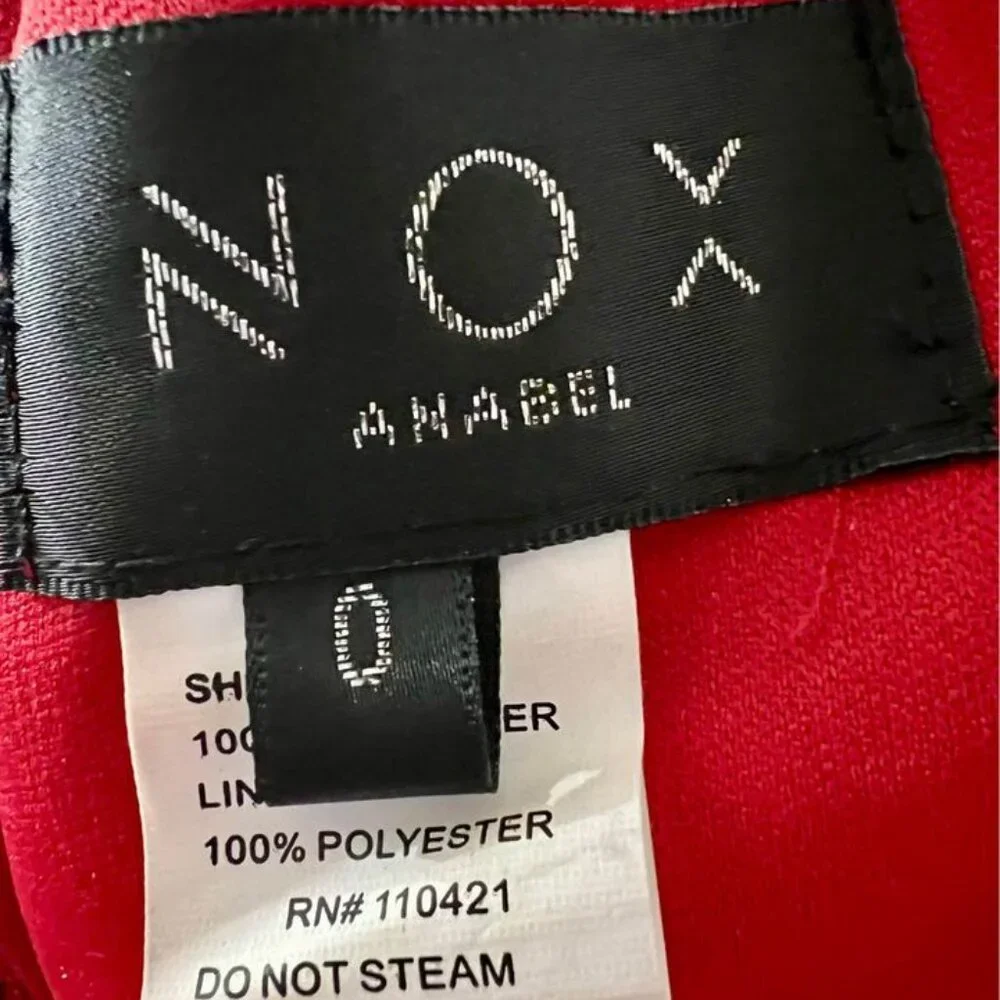 NOX
ANABEL
0
SH
100 ER
LIN
100% POLYESTER
RN# 110421
DO NOT STEAM